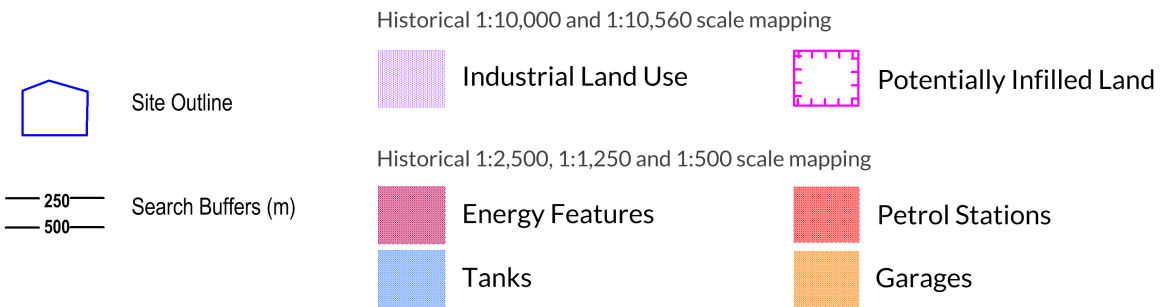 Historical 1:10,000 and 1:10,560 scale mapping
Site Outline
Industrial Land Use
Potentially Infilled Land
Historical 1:2,500, 1:1,250 and 1:500 scale mapping
250
500
Search Buffers (m)
Energy Features
Petrol Stations
Tanks
Garages